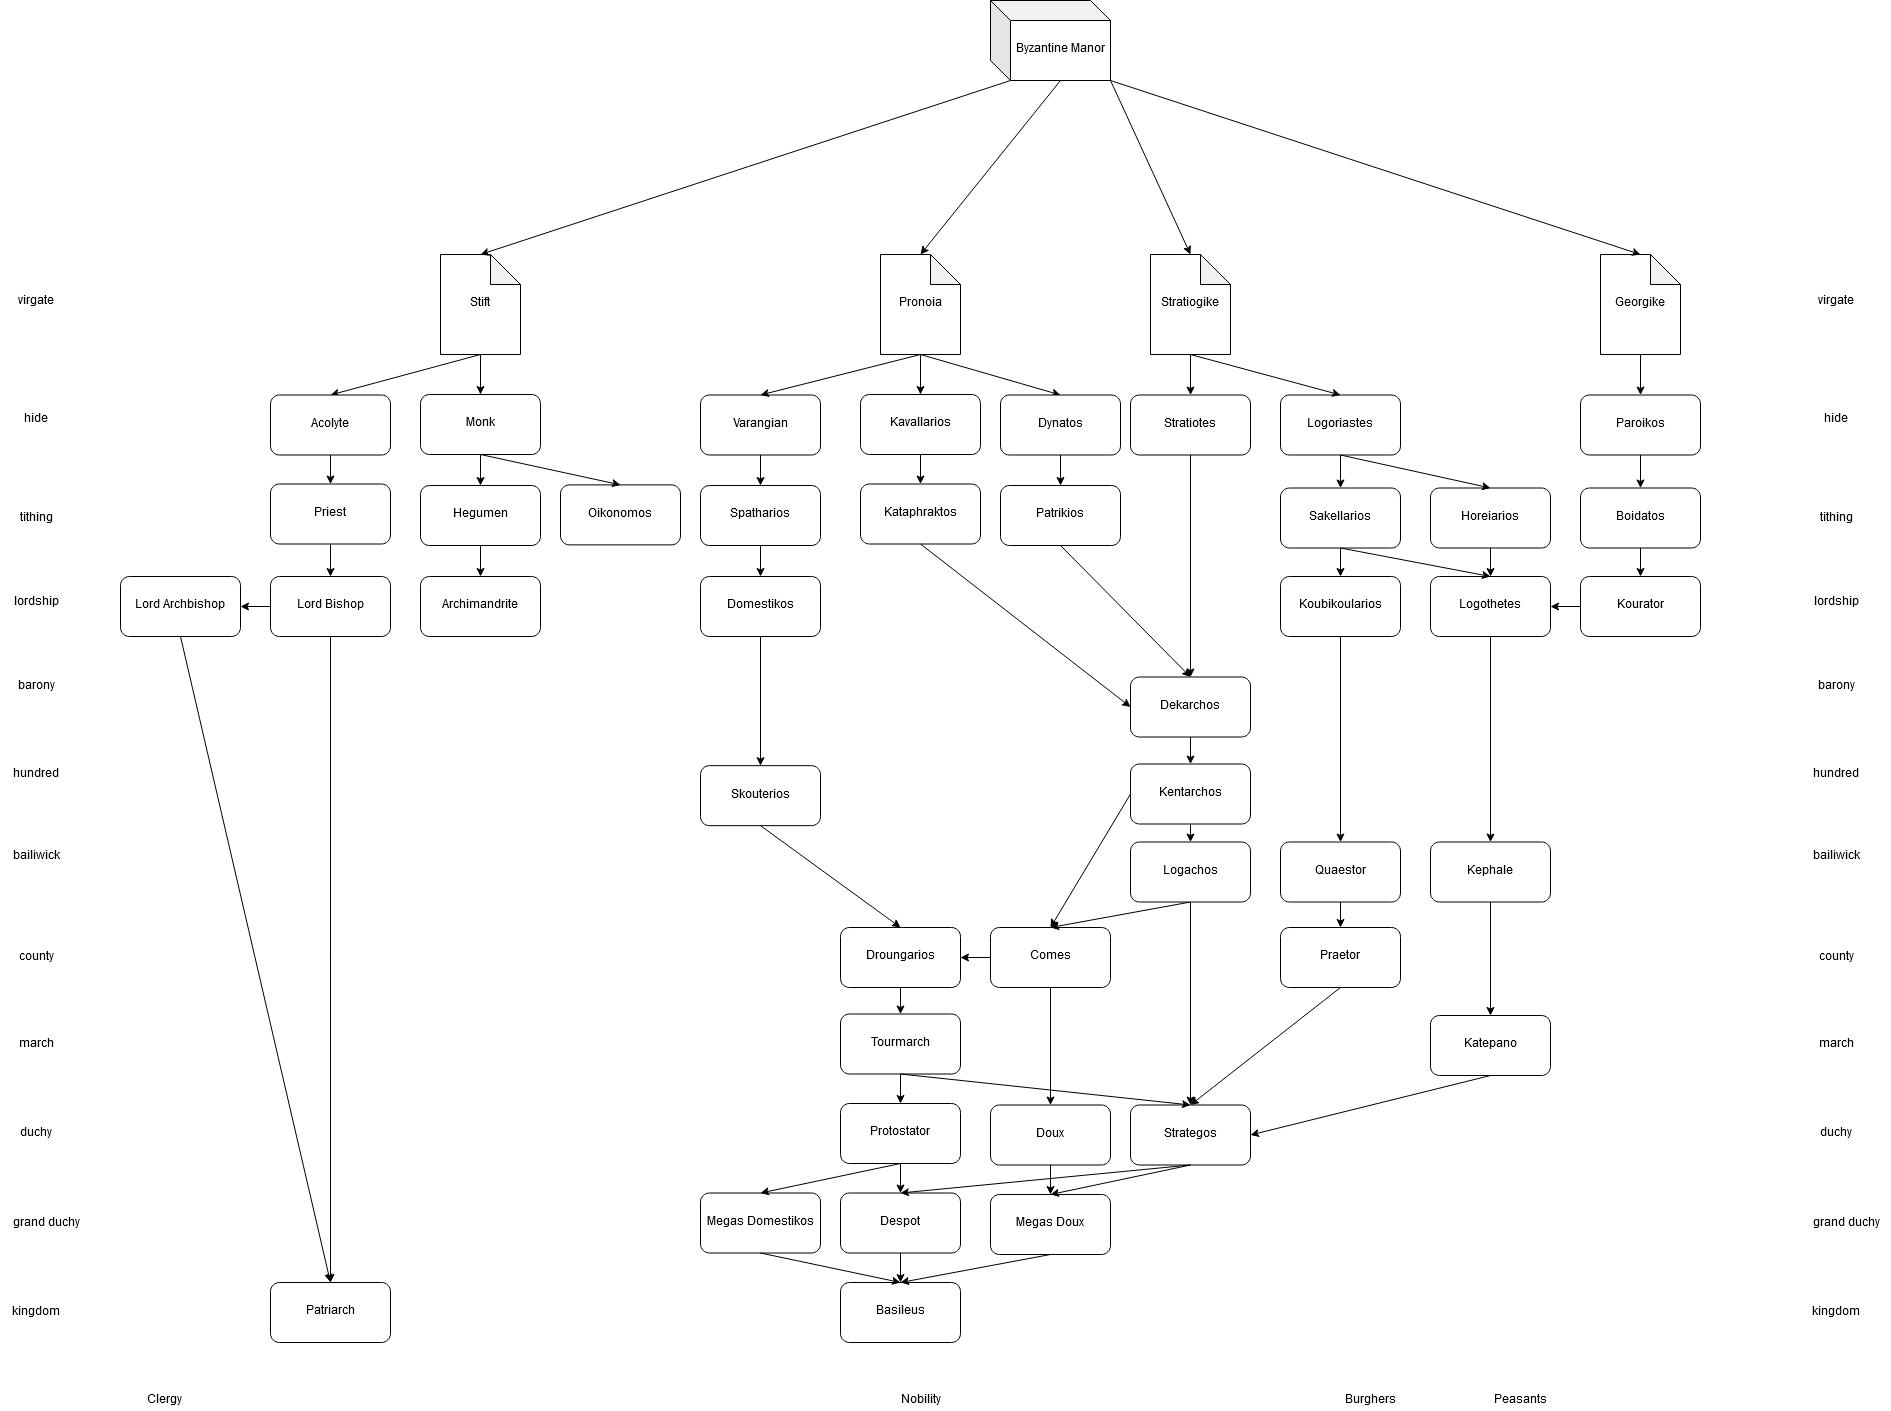 Byzantine Manor
virgate
Stift
Pronoia
Stratiogike
Georgike
virgate
hide
Acolyte
Monk
Varangian
Kavallarios
Dynatos
Stratiotes
Logoriastes
Paroikos
hide
tithing
Priest
Hegumen
Oikonomos
Spatharios
Kataphraktos
Patrikios
Sakellarios
Horeiarios
Boidatos
tithing
lordship
Lord Archbishop
Lord Bishop
Archimandrite
Domestikos
Koubikoularios
Logothetes
Kourator
lordship
barony
Dekarchos
barony
hundred
Skouterios
Kentarchos
hundred
bailiwick
Logachos
Quaestor
Kephale
bailiwick
county
Droungarios
Comes
Praetor
county
march
Tourmarch
Katepano
march
duchy
Protostator
Doux
Strategos
duchy
grand duchy
Megas Domestikos
Despot
Megas Doux
grand duchy
kingdom
Patriarch
Basileus
kingdom
Clergy
Nobility
Burghers
Peasants